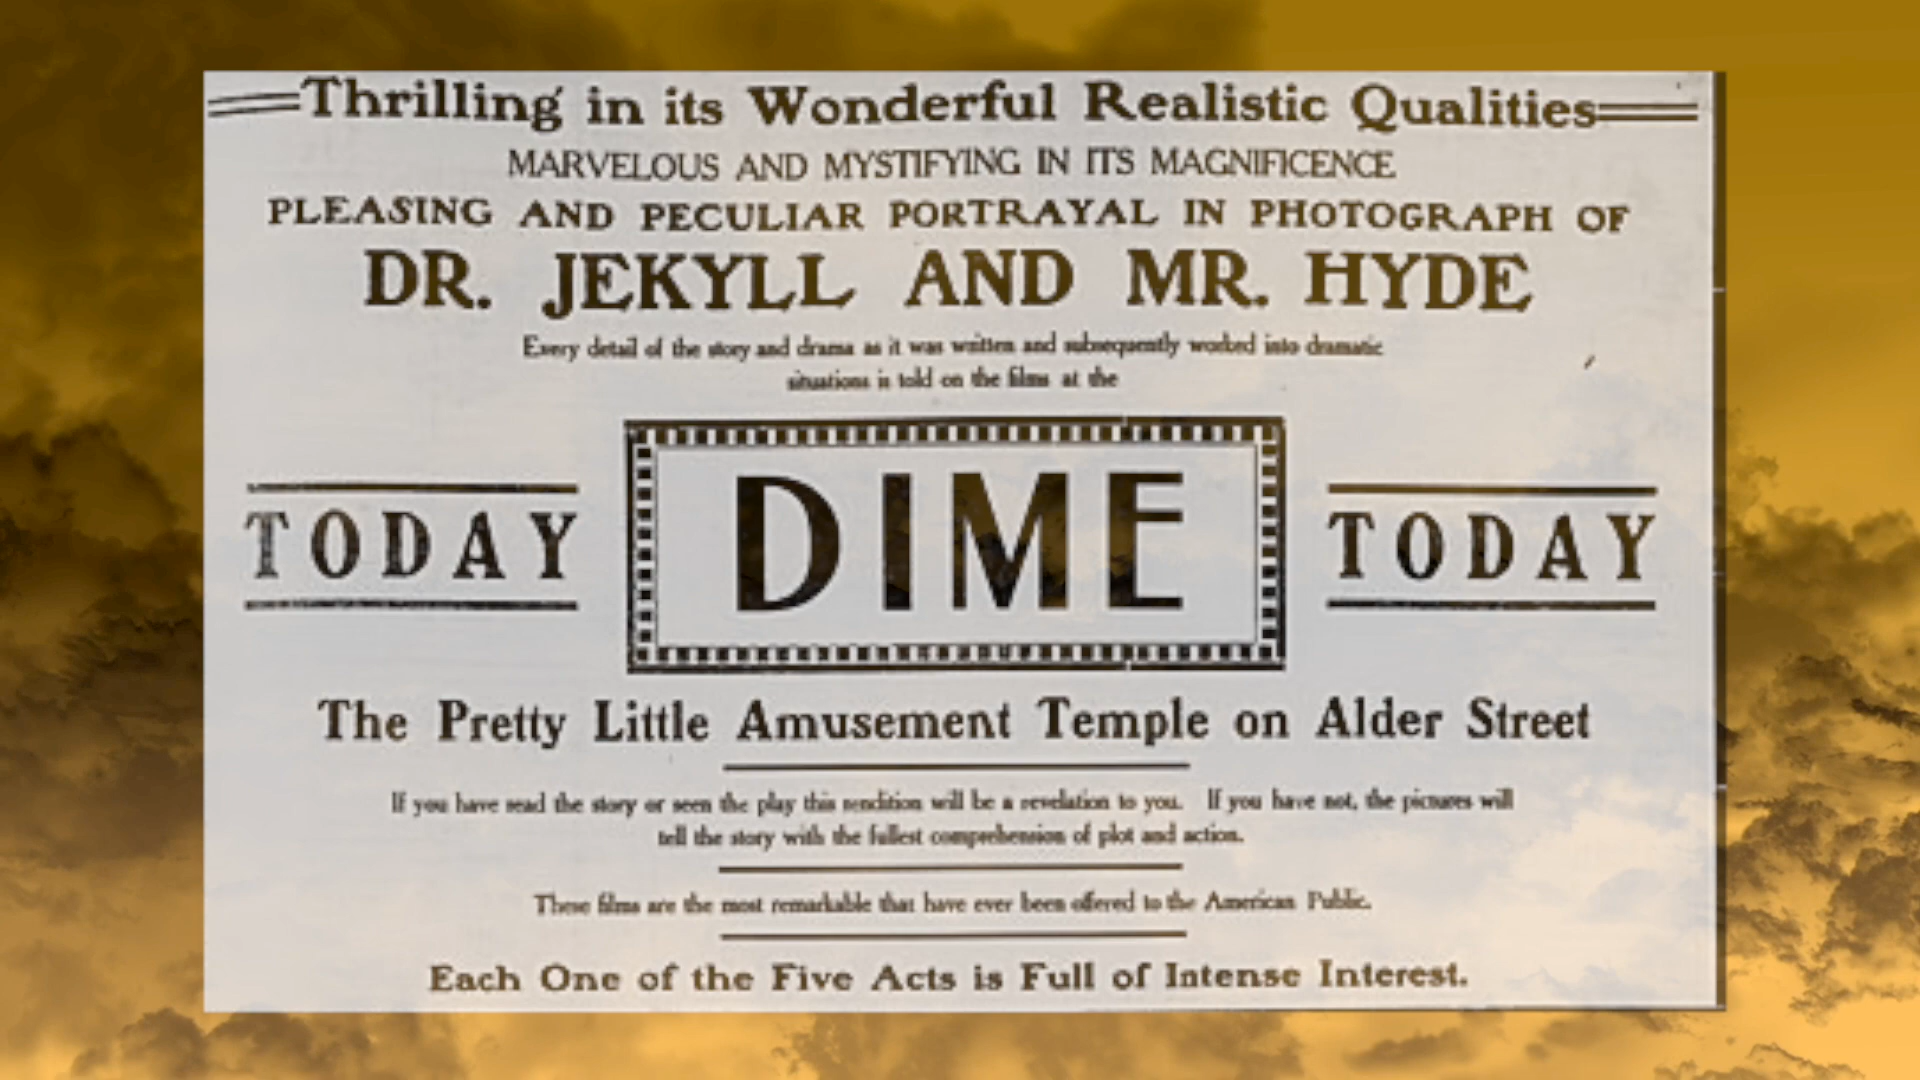 Thrilling in its Wonderful Realistic Qualities
MARVELOUS AND MYSTIFYING IN ITS MAGNIFICENCE
PLEASING AND PECULIAR PORTRAYAL IN PHOTOGRAPH OF
DR. JEKYLL AND MR. HYDE
Every detail of the story and drama as it was written and subsequently worked into dramatic
situations is told on the films at the
TODAY DIME TODAY
The Pretty Little Amusement Temple on Alder Street
If you have read the story or seen the play this rendition will be a revelation to you. If you have not, the pictures will
tell the story with the fullest comprehension of plot and action.
These films are the most remarkable that have ever been offered to the American Public.
Each One of the Five Acts is Full of Intense Interest.